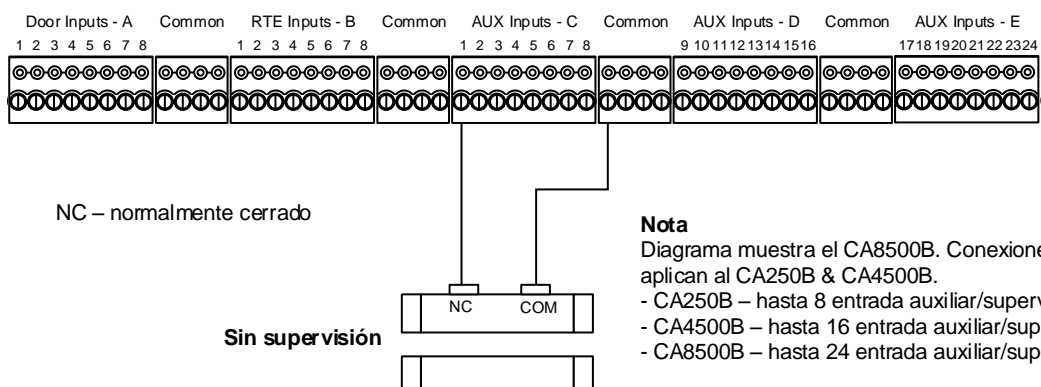 Door Inputs - A Common RTE Inputs - B Common AUX Inputs - C Common AUX Inputs - D Common AUX Inputs - E
1 2 3 4 5 6 7 8 1 2 3 4 5 6 7 8 1 2 3 4 5 6 7 8 9 10 11 12 13 14 15 16 17 18 19 20 21 22 23 24
NC – normalmente cerrado
Nota
Diagrama muestra el CA8500B. Conexione
aplican al CA250B & CA4500B.
- CA250B – hasta 8 entrada auxiliar/superv
- CA4500B – hasta 16 entrada auxiliar/sup
- CA8500B – hasta 24 entrada auxiliar/sup
NC COM
Sin supervisión